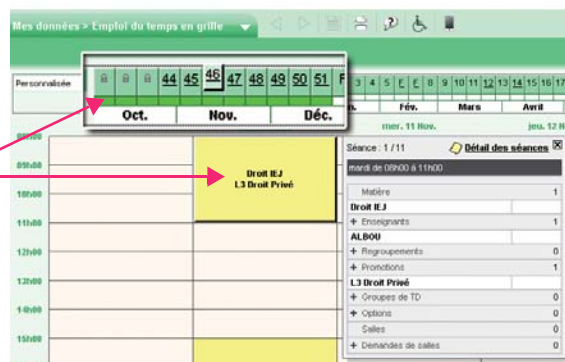 Mes données > Emploi du temps en grille
Personnalisée
44 45 46 47 48 49 50 51 F
3 4 5 F F 8 9 10 11 12 13 14 15 16 17
Oct. Nov. Déc.
Fév. Mars Avril
mer. 11 Nov. jeu. 12 N
09h00
10h00
11h00
12h00
13h00
14h00
15h00
Droit IEJ
L3 Droit Privé
Séance : 1 / 11 Détail des séances
mardi de 08h00 à 11h00
Matière 1
Droit IEJ
+ Enseignants 1
ALBOU
+ Regroupements 0
+ Promotions 1
L3 Droit Privé
+ Groupes de TD 0
+ Options 0
Salles 0
+ Demandes de salles 0